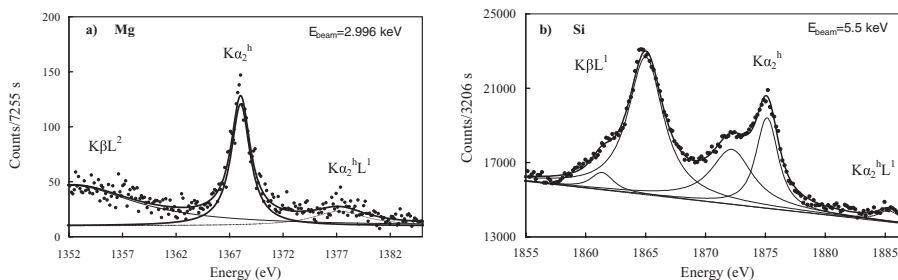 a) Mg
E beam=2.996 keV
200
150
100
50
0
Counts/7255 s
KβL²
Kα₂ʰ
Kα₂ʰL¹
1352 1357 1362 1367 1372 1377 1382
Energy (eV)
b) Si
E beam=5.5 keV
25000
21000
17000
13000
Counts/3206 s
KβL¹
Kα₂ʰ
Kα₂ʰL¹
1855 1860 1865 1870 1875 1880 1885
Energy (eV)